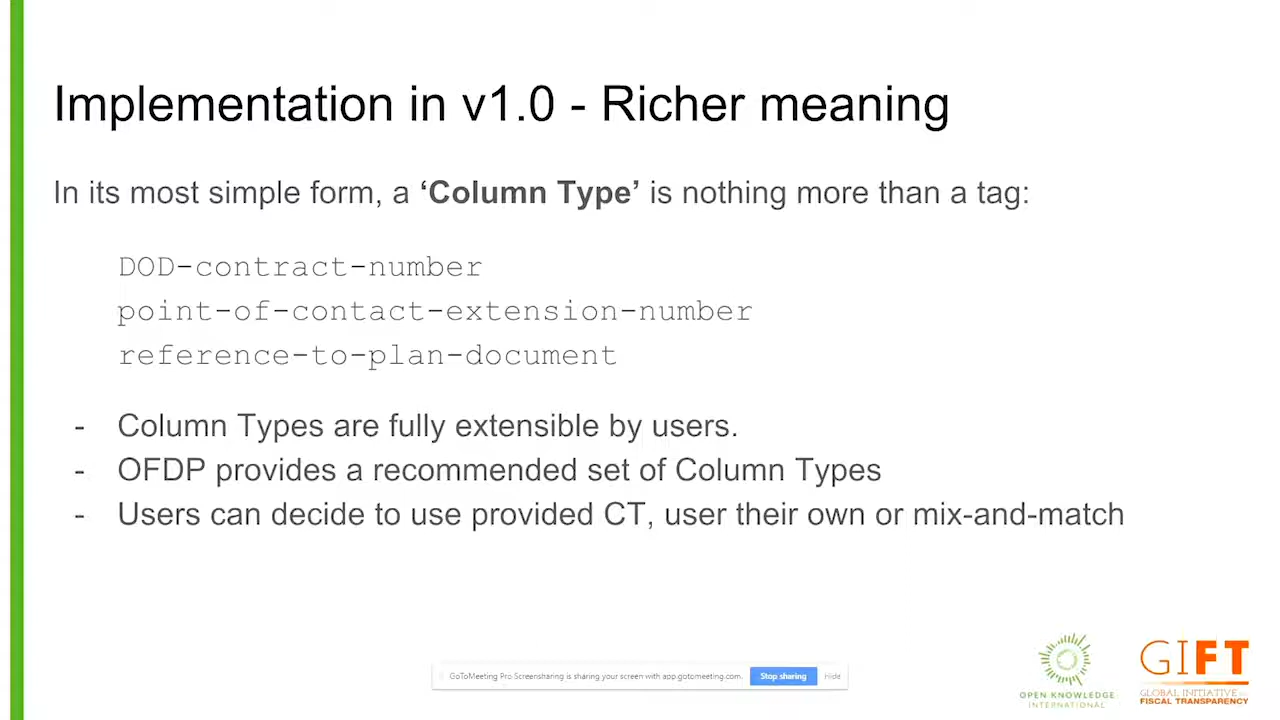 Implementation in v1.0 - Richer meaning
In its most simple form, a ‘Column Type’ is nothing more than a tag:
DOD-contract-number
point-of-contact-extension-number
reference-to-plan-document
- Column Types are fully extensible by users.
- OFDP provides a recommended set of Column Types
- Users can decide to use provided CT, user their own or mix-and-match
GoToMeeting Pro Screensharing is sharing your screen with app.gotomeeting.com.
Stop sharing
Hide
OPEN KNOWLEDGE
INTERNATIONAL
GIFT
GLOBAL INITIATIVE
FISCAL TRANSPARENCY